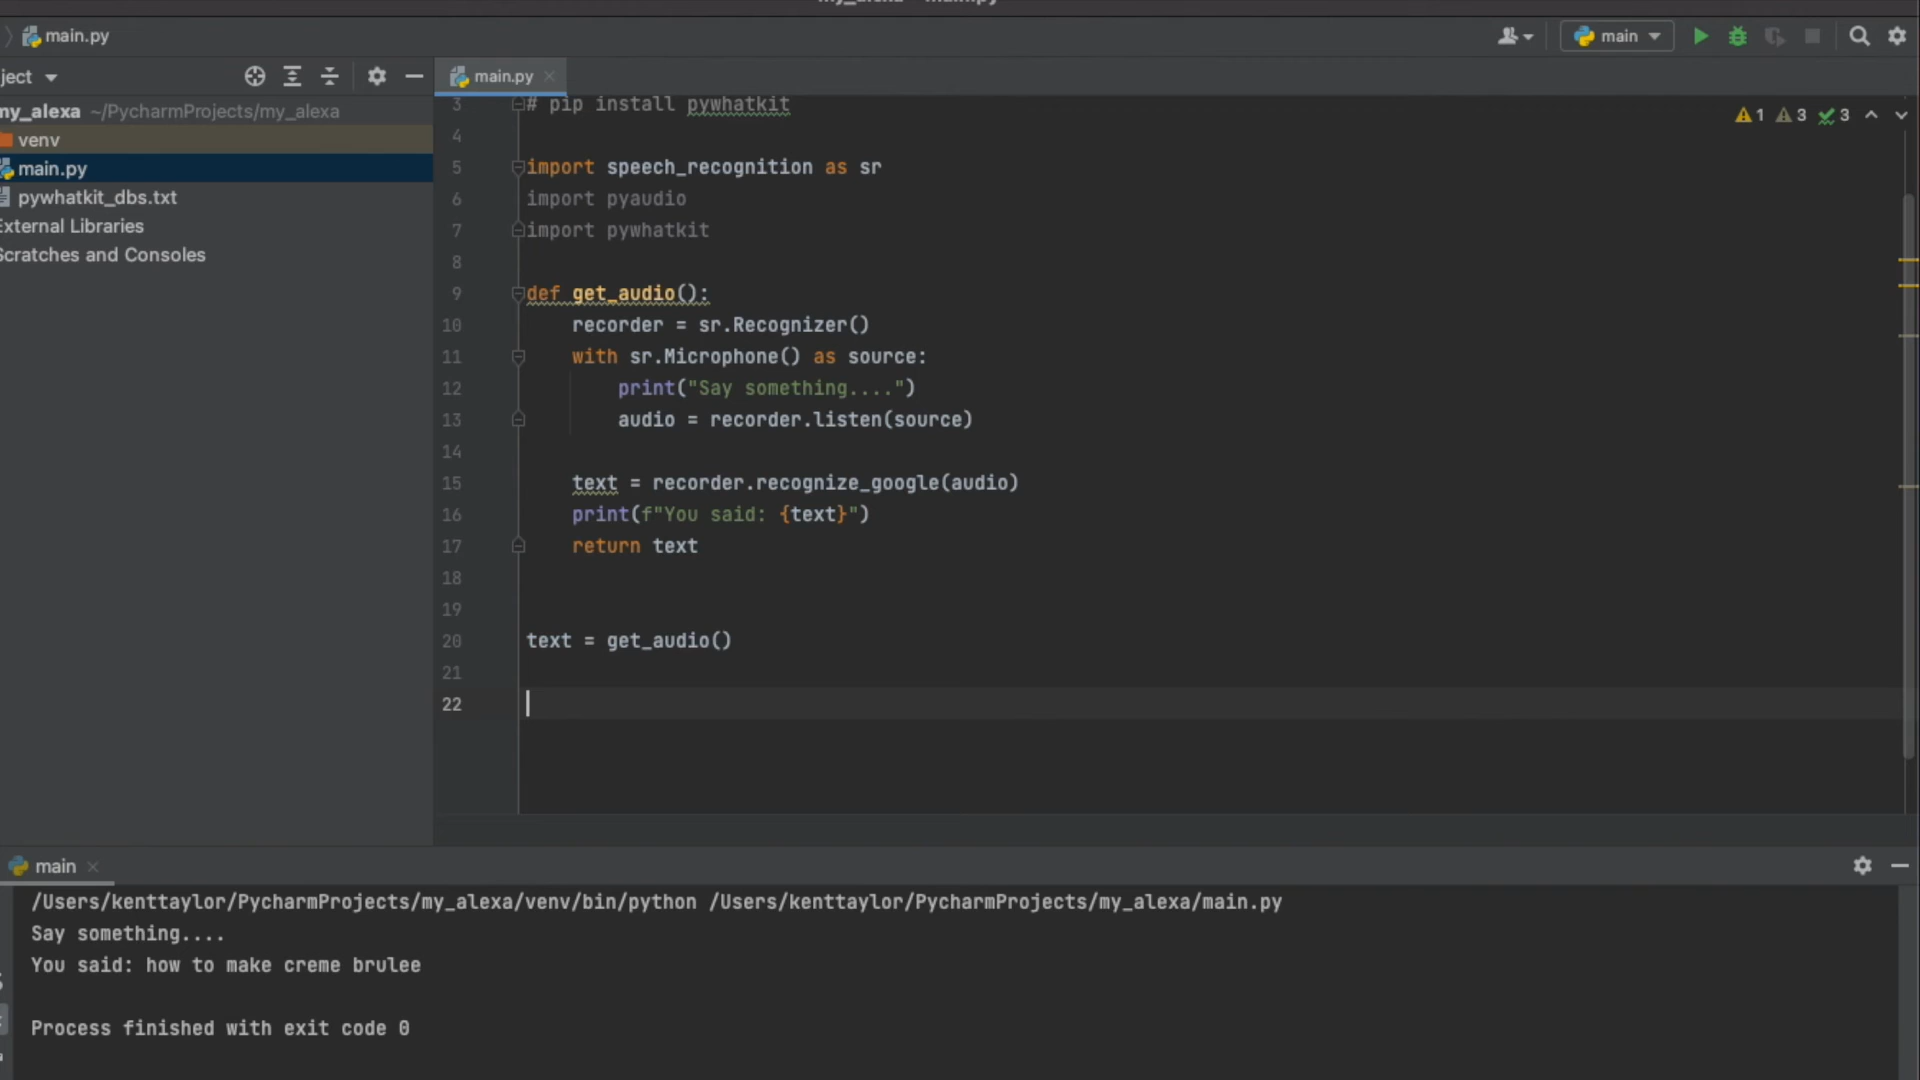 main.py
main
ject
main.py
my_alexa ~/PycharmProjects/my_alexa
venv
main.py
pywhatkit_dbs.txt
External Libraries
Scratches and Consoles
1 3 3
3 # pip install pywhatkit
4
5 import speech_recognition as sr
6 import pyaudio
7 import pywhatkit
8
9 def get_audio():
10 recorder = sr.Recognizer()
11 with sr.Microphone() as source:
12 print("Say something....")
13 audio = recorder.listen(source)
14
15 text = recorder.recognize_google(audio)
16 print(f"You said: {text}")
17 return text
18
19
20 text = get_audio()
21
22
main
/Users/kenttaylor/PycharmProjects/my_alexa/venv/bin/python /Users/kenttaylor/PycharmProjects/my_alexa/main.py
Say something....
You said: how to make creme brulee
Process finished with exit code 0